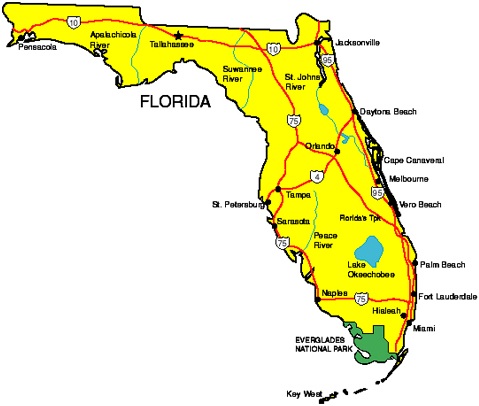 10
Pensacola
Apalachicola
River
Tallahassee
10
Jacksonville
Suwannee
River
St. Johns
River
95
FLORIDA
75
Daytona Beach
Orlando
Cape Canaveral
4
Melbourne
95
Tampa
St. Petersburg
Vero Beach
Sarasota
Florida's Tpk
75
Peace
River
Lake
Okeechobee
Palm Beach
Naples
75
Fort Lauderdale
Hialeah
Miami
EVERGLADES
NATIONAL PARK
Key West